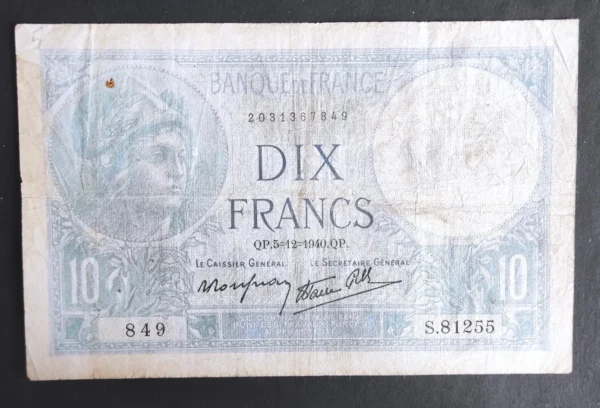 BANQUE DE FRANCE
2031367849
DIX
FRANCS
QP.5=12=1940.QP.
LE CAISSIER GÉNÉRAL LE SECRÉTAIRE GÉNÉRAL
10 10
849 S.81255